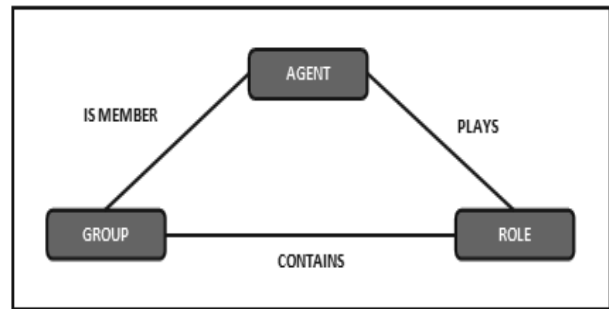 AGENT
IS MEMBER
PLAYS
GROUP
ROLE
CONTAINS